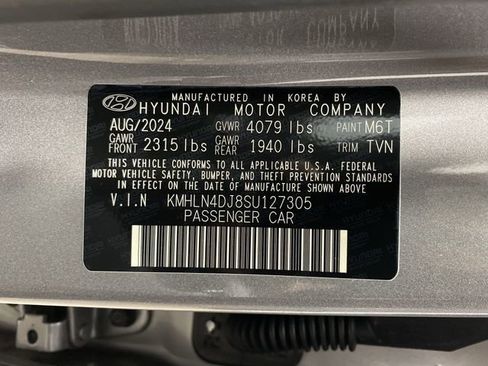 MANUFACTURED IN KOREA BY
HYUNDAI MOTOR COMPANY
AUG/2024 GVWR 4079 lbs PAINT M6T
GAWR FRONT 2315 lbs GAWR REAR 1940 lbs TRIM TVN
THIS VEHICLE CONFORMS TO ALL APPLICABLE U.S.A. FEDERAL
MOTOR VEHICLE SAFETY, BUMPER, AND THEFT PREVENTION
STANDARDS IN EFFECT ON THE DATE OF MANUFACTURE SHOWN ABOVE.
V.I.N KMHLN4DJ8SU127305
PASSENGER CAR